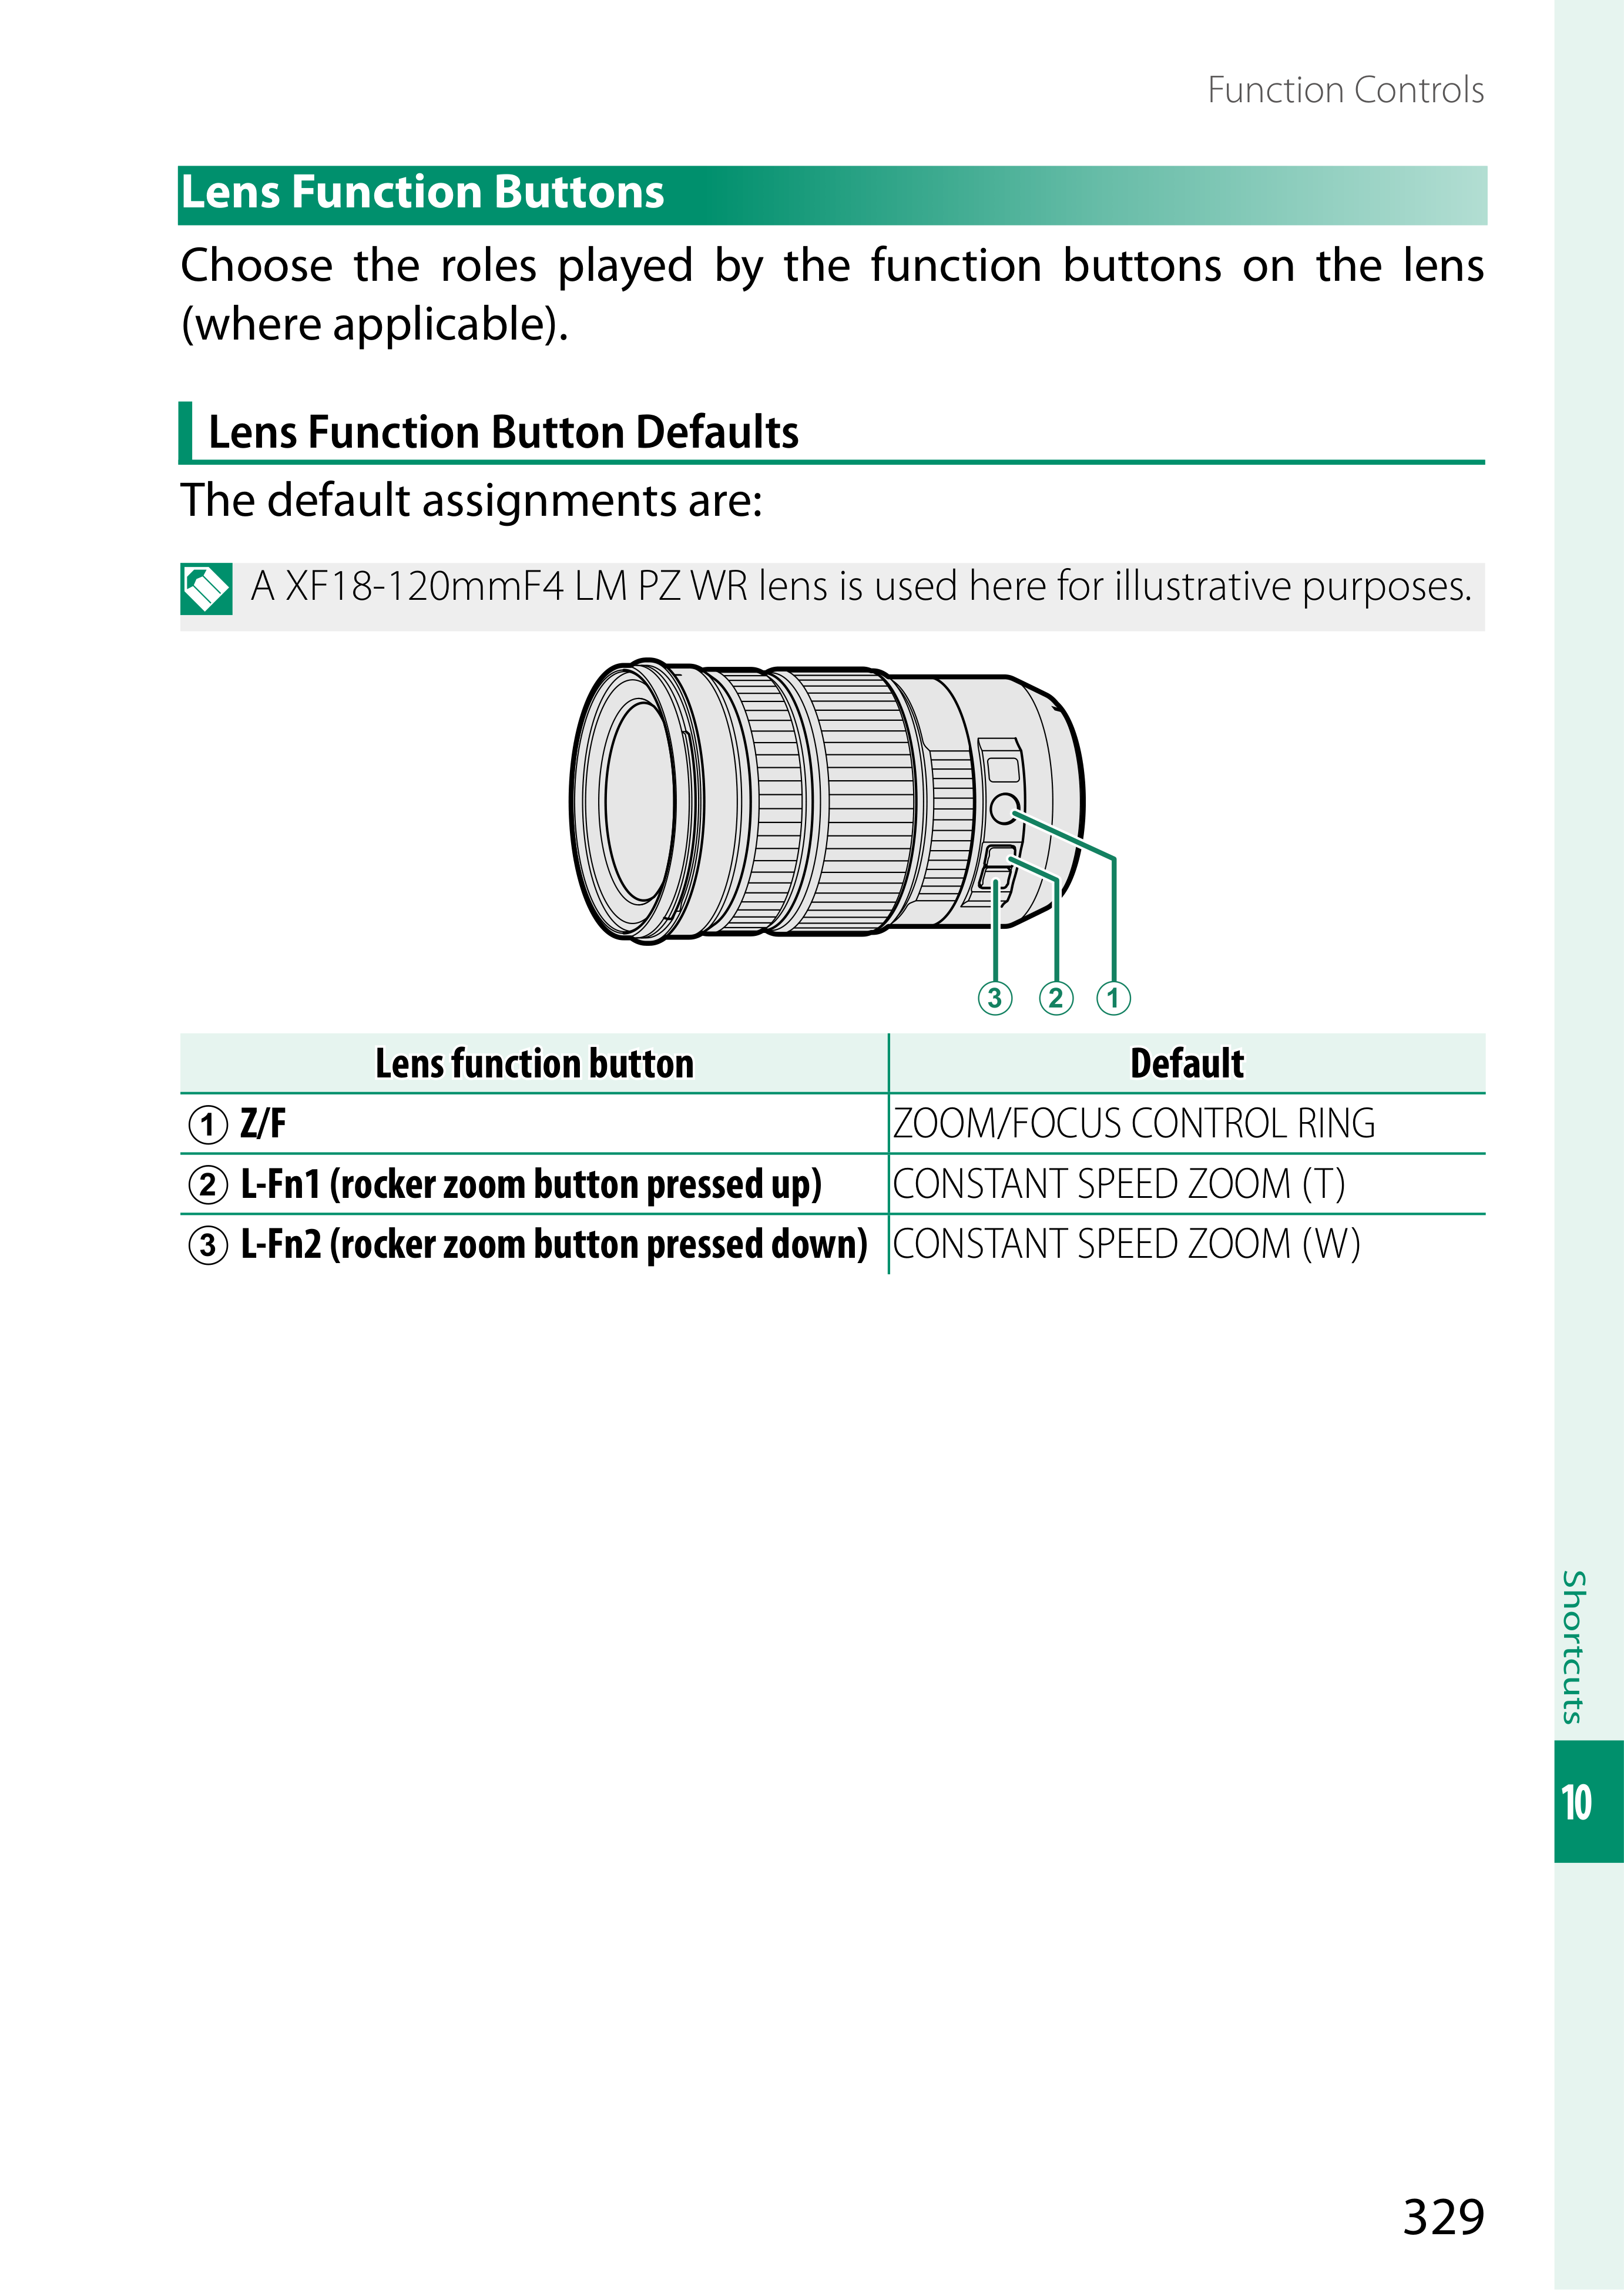 Function Controls
Lens Function Buttons
Choose the roles played by the function buttons on the lens
(where applicable).
Lens Function Button Defaults
The default assignments are:
A XF18-120mmF4 LM PZ WR lens is used here for illustrative purposes.
3 2 1
Lens function button Default
1 Z/F ZOOM/FOCUS CONTROL RING
2 L-Fn1 (rocker zoom button pressed up) CONSTANT SPEED ZOOM (T)
3 L-Fn2 (rocker zoom button pressed down) CONSTANT SPEED ZOOM (W)
Shortcuts
10
329